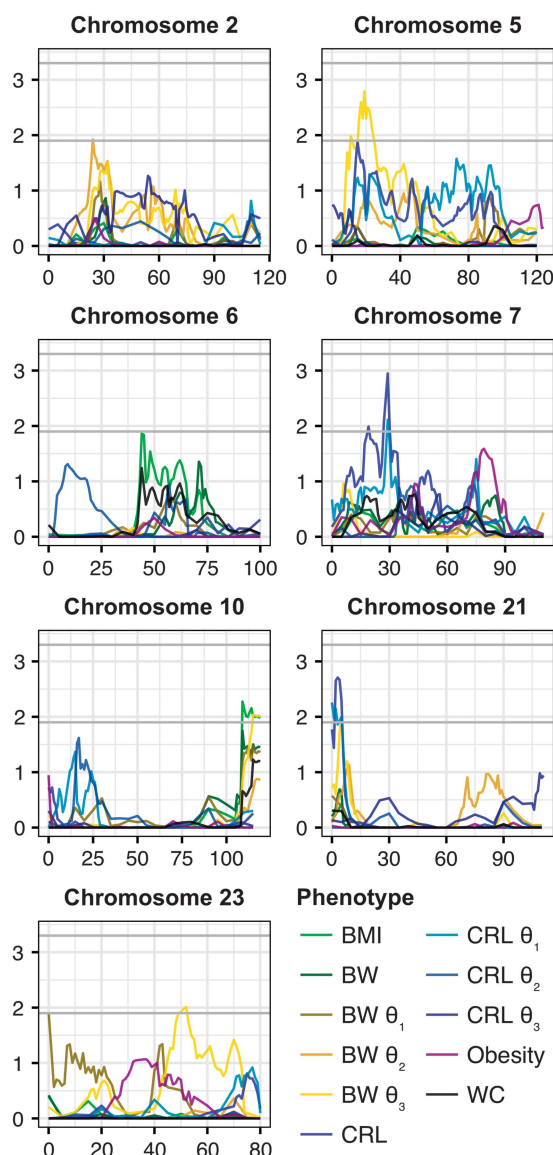 Chromosome 2 Chromosome 5
3 3
2 2
1 1
0 0
0 30 60 90 120 0 40 80 120
Chromosome 6 Chromosome 7
3 3
2 2
1 1
0 0
0 25 50 75 100 0 30 60 90
Chromosome 10 Chromosome 21
3 3
2 2
1 1
0 0
0 25 50 75 100 0 30 60 90
Chromosome 23
3
2
1
0
0 20 40 60 80
Phenotype
BMI
BW
BW θ1
BW θ2
BW θ3
CRL
CRL θ1
CRL θ2
CRL θ3
Obesity
WC